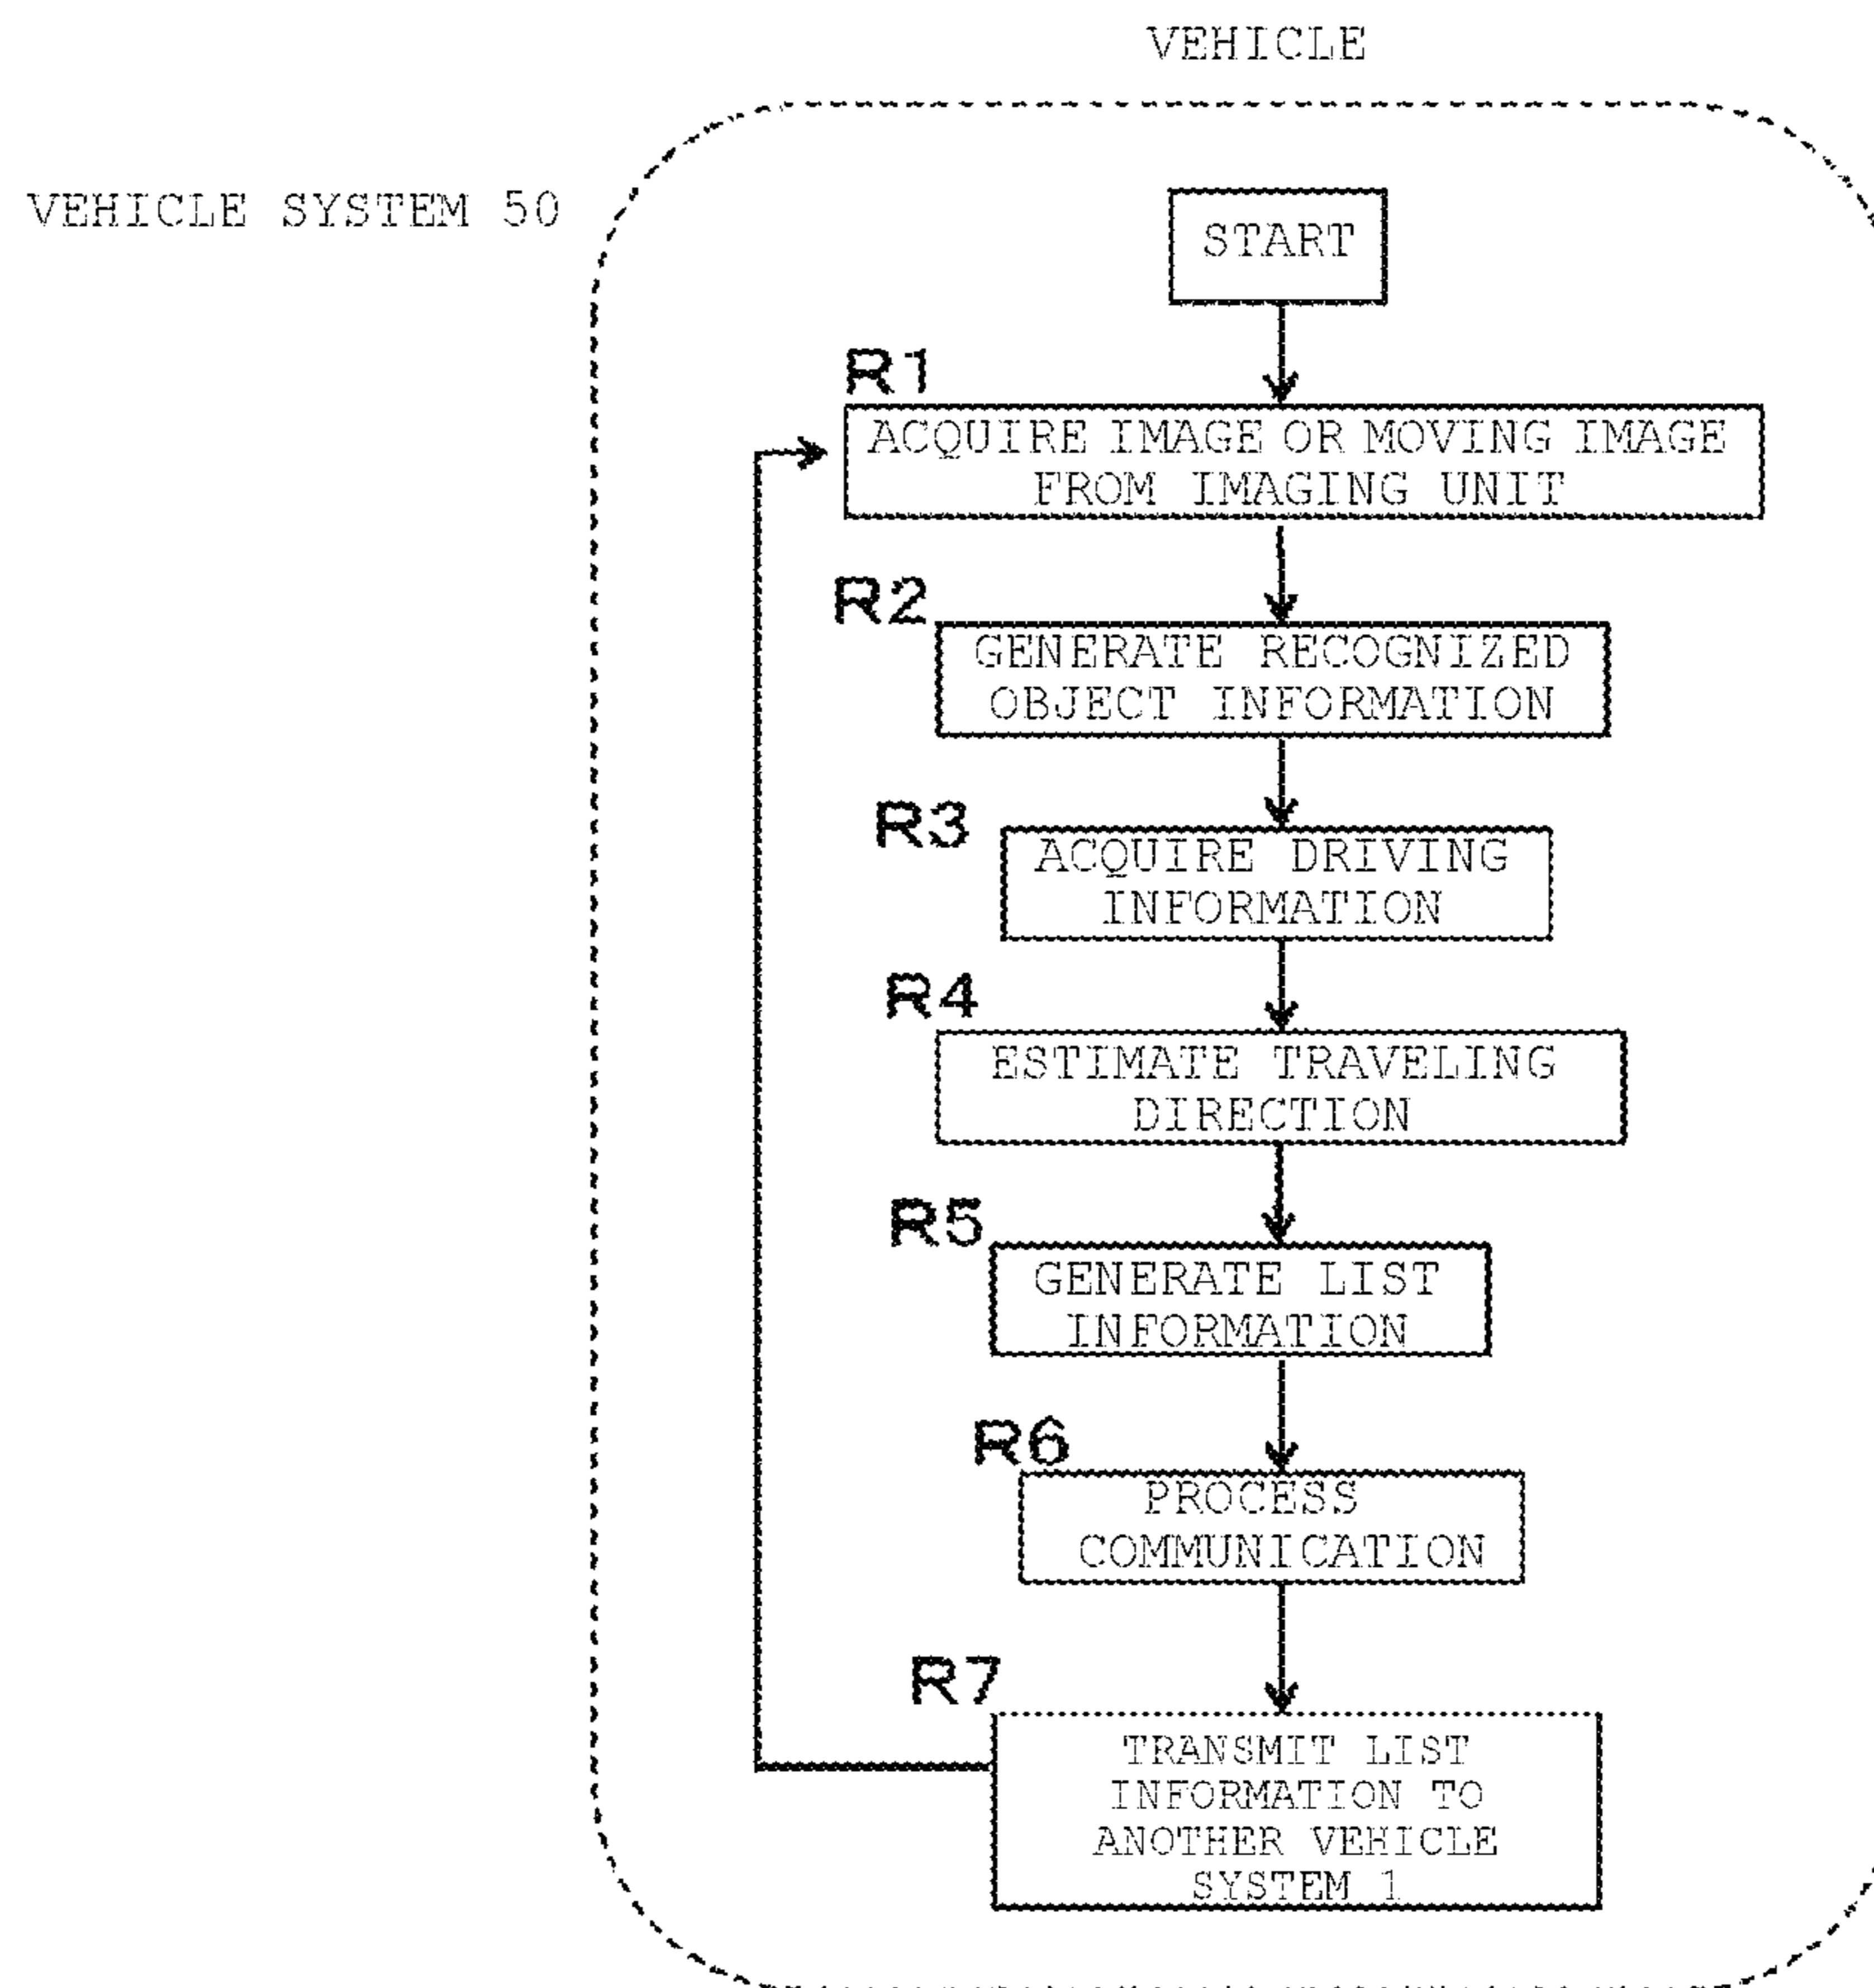 VEHICLE
VEHICLE SYSTEM 50
START
R1
ACQUIRE IMAGE OR MOVING IMAGE
FROM IMAGING UNIT
R2
GENERATE RECOGNIZED
OBJECT INFORMATION
R3
ACQUIRE DRIVING
INFORMATION
R4
ESTIMATE TRAVELING
DIRECTION
R5
GENERATE LIST
INFORMATION
R6
PROCESS
COMMUNICATION
R7
TRANSMIT LIST
INFORMATION TO
ANOTHER VEHICLE
SYSTEM 1